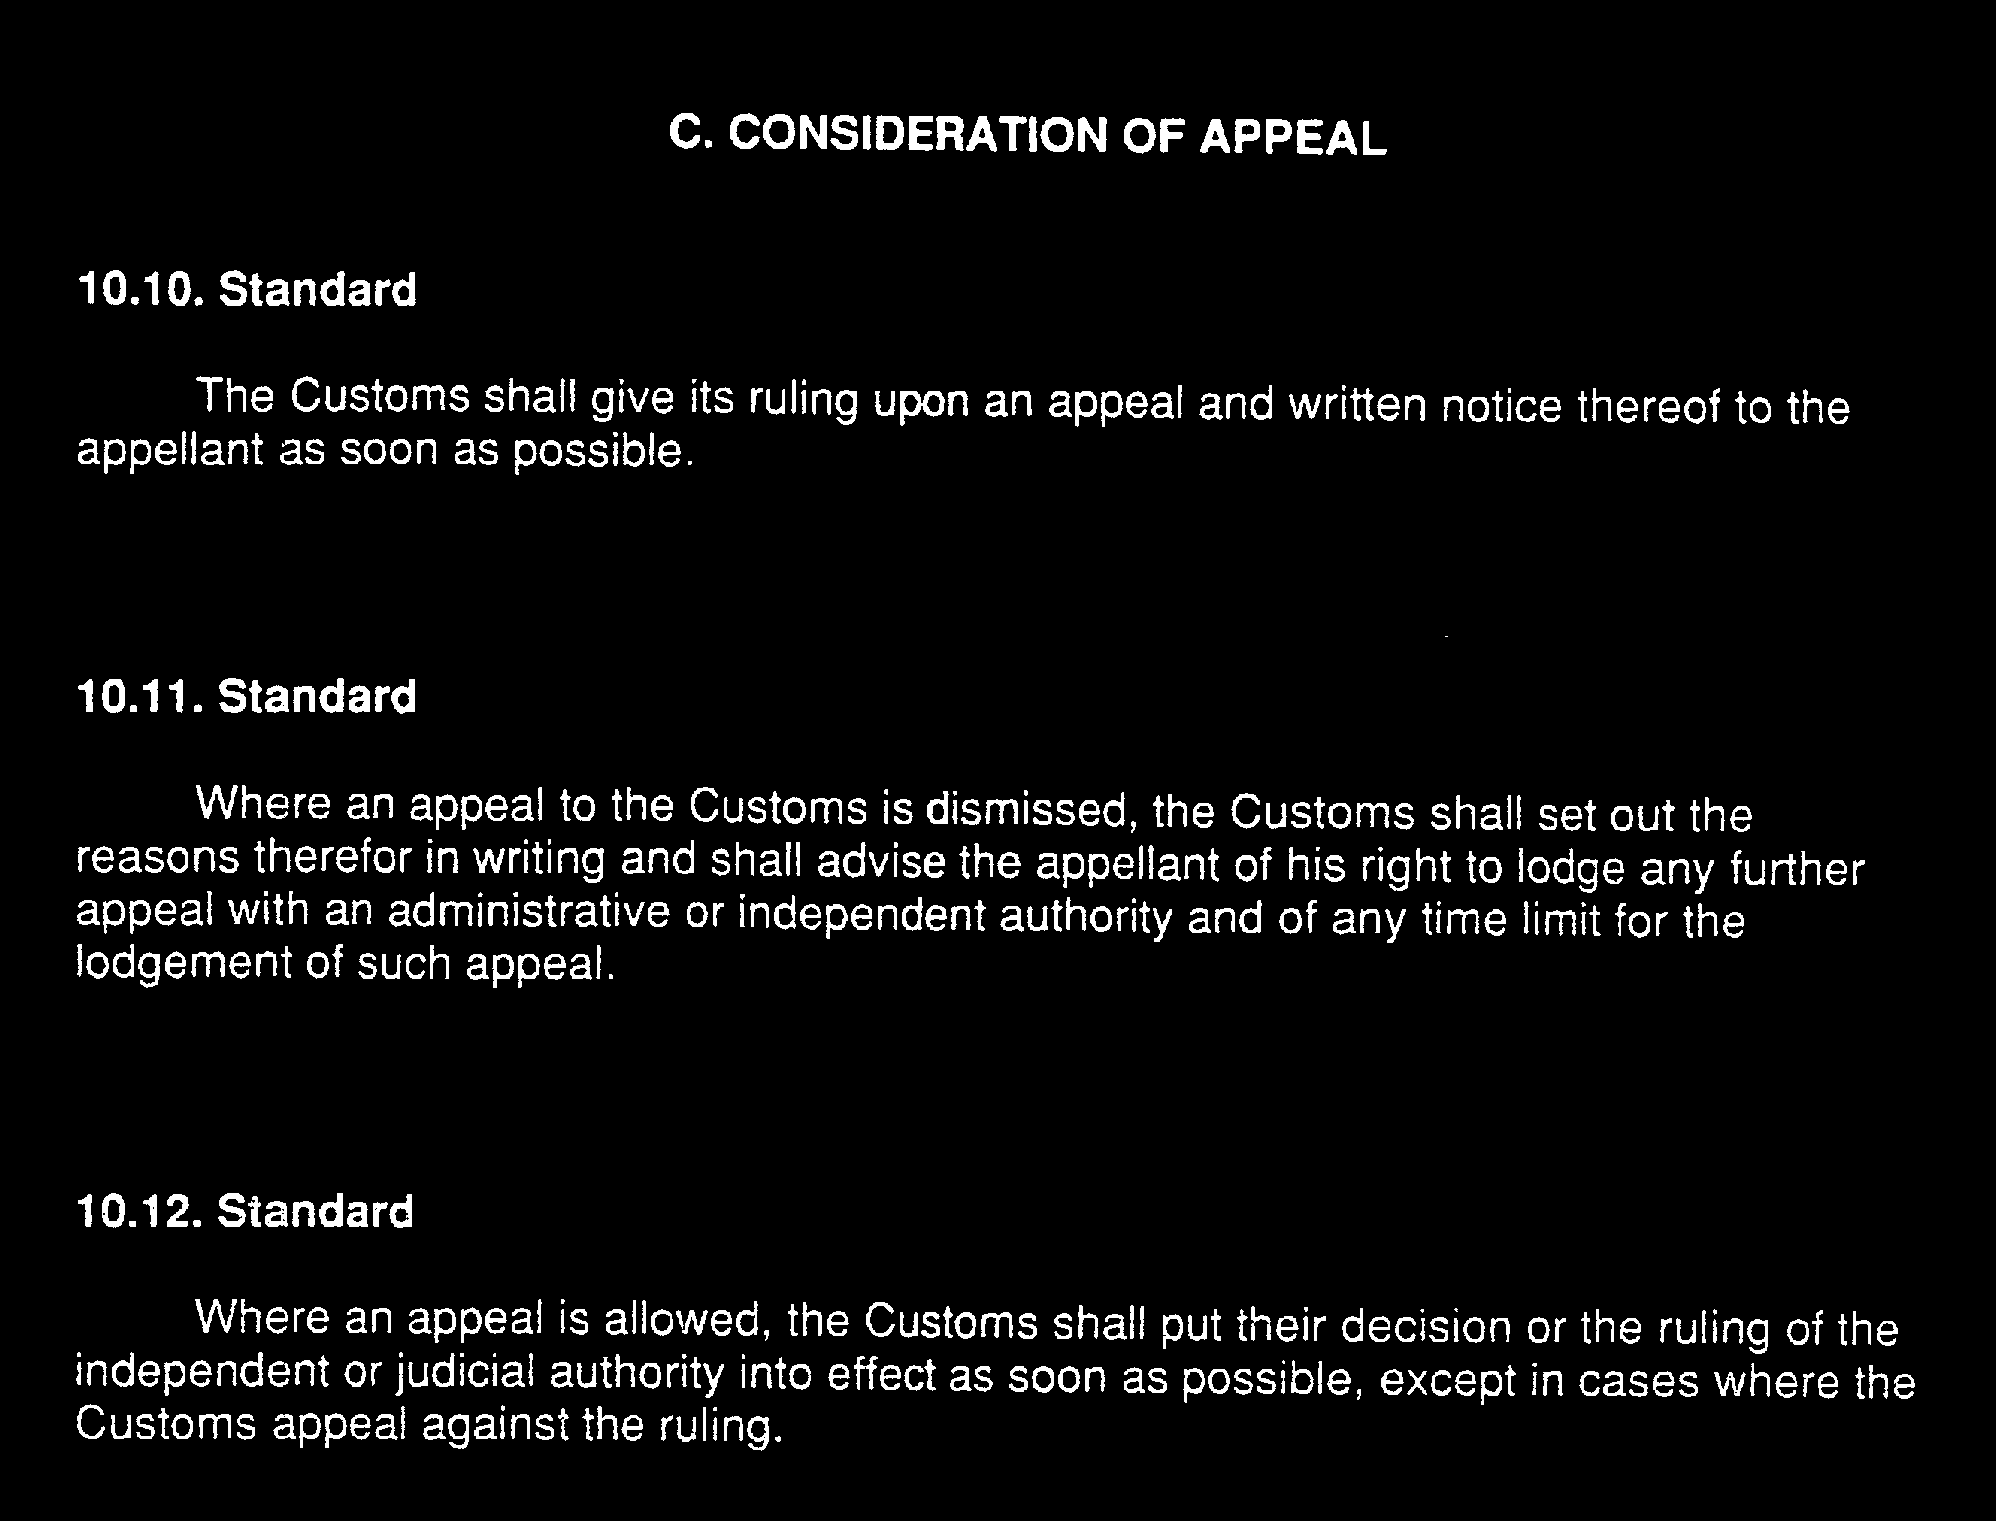 C. CONSIDERATION OF APPEAL
10.10. Standard
The Customs shall give its ruling upon an appeal and written notice thereof to the
appellant as soon as possible.
10.11. Standard
Where an appeal to the Customs is dismissed, the Customs shall set out the
reasons therefor in writing and shall advise the appellant of his right to lodge any further
appeal with an administrative or independent authority and of any time limit for the
lodgement of such appeal.
10.12. Standard
Where an appeal is allowed, the Customs shall put their decision or the ruling of the
independent or judicial authority into effect as soon as possible, except in cases where the
Customs appeal against the ruling.